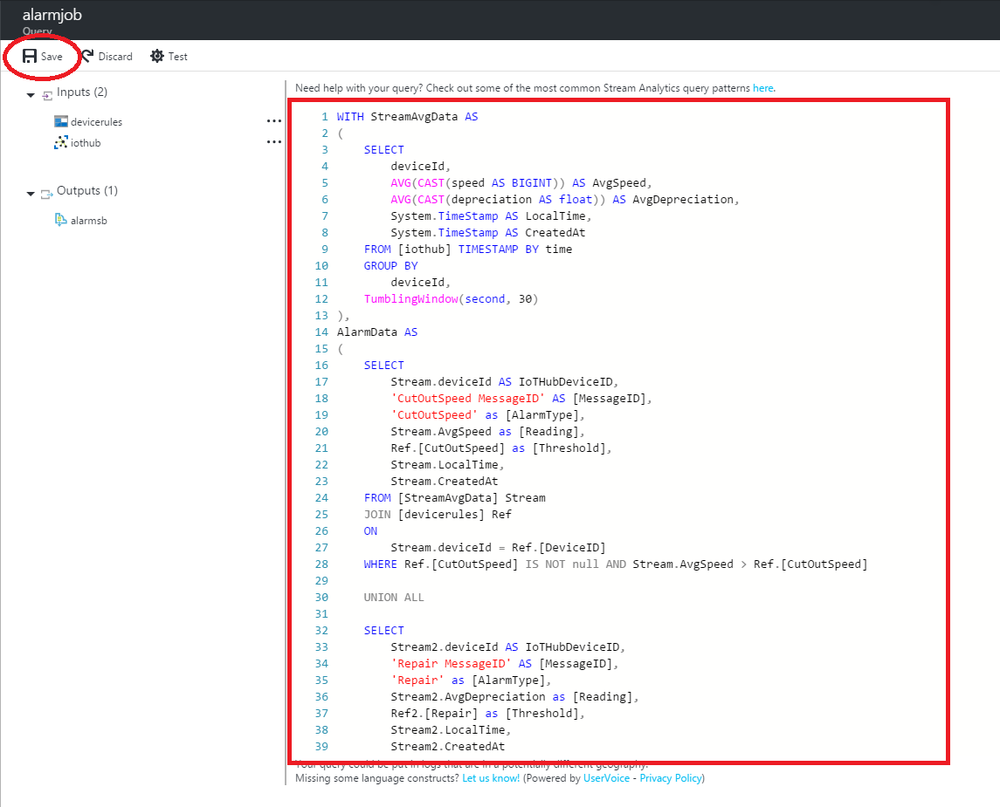 alarmjob
Query
Save Discard Test
Inputs (2)
devicerules
iothub
Outputs (1)
alarmsb
Need help with your query? Check out some of the most common Stream Analytics query patterns here.
1 WITH StreamAvgData AS
2 (
3 SELECT
4 deviceId,
5 AVG(CAST(speed AS BIGINT)) AS AvgSpeed,
6 AVG(CAST(depreciation AS float)) AS AvgDepreciation,
7 System.TimeStamp AS LocalTime,
8 System.TimeStamp AS CreatedAt
9 FROM [iothub] TIMESTAMP BY time
10 GROUP BY
11 deviceId,
12 TumblingWindow(second, 30)
13 ),
14 AlarmData AS
15 (
16 SELECT
17 Stream.deviceId AS IoTHubDeviceID,
18 'CutOutSpeed MessageID' AS [MessageID],
19 'CutOutSpeed' as [AlarmType],
20 Stream.AvgSpeed as [Reading],
21 Ref.[CutOutSpeed] as [Threshold],
22 Stream.LocalTime,
23 Stream.CreatedAt
24 FROM [StreamAvgData] Stream
25 JOIN [devicerules] Ref
26 ON
27 Stream.deviceId = Ref.[DeviceID]
28 WHERE Ref.[CutOutSpeed] IS NOT null AND Stream.AvgSpeed > Ref.[CutOutSpeed]
29
30 UNION ALL
31
32 SELECT
33 Stream2.deviceId AS IoTHubDeviceID,
34 'Repair MessageID' AS [MessageID],
35 'Repair' as [AlarmType],
36 Stream2.AvgDepreciation as [Reading],
37 Ref2.[Repair] as [Threshold],
38 Stream2.LocalTime,
39 Stream2.CreatedAt
Your query could be put in logs that are in a potentially different geography.
Missing some language constructs? Let us know! (Powered by UserVoice - Privacy Policy)